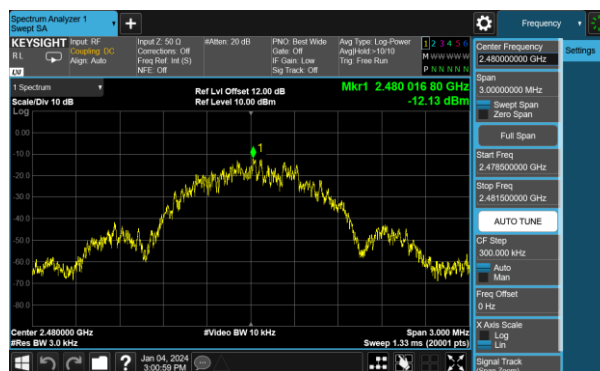 Spectrum Analyzer 1
Swept SA
Frequency
KEYSIGHT
Input: RF
Coupling: DC
Align: Auto
Input Z: 50 Ω
Corrections: Off
Freq Ref: Int (S)
NFE: Off
#Atten: 20 dB
PNO: Best Wide
Gate: Off
IF Gain: Low
Sig Track: Off
Avg Type: Log-Power
Avg|Hold:>10/10
Trig: Free Run
1 2 3 4 5 6
M W W W W W
P N N N N N
R L
LXI
1 Spectrum
Scale/Div 10 dB
Log
Ref Lvl Offset 12.00 dB
Ref Level 10.00 dBm
Mkr1 2.480 016 80 GHz
-12.13 dBm
1
0.00
-10.0
-20.0
-30.0
-40.0
-50.0
-60.0
-70.0
-80.0
Center 2.480000 GHz
#Res BW 3.0 kHz
#Video BW 10 kHz
Span 3.000 MHz
Sweep 1.33 ms (20001 pts)
Jan 04, 2024
3:00:59 PM
Center Frequency
2.480000000 GHz
Settings
Span
3.00000000 MHz
Swept Span
Zero Span
Full Span
Start Freq
2.478500000 GHz
Stop Freq
2.481500000 GHz
AUTO TUNE
CF Step
300.000 kHz
Auto
Man
Freq Offset
0 Hz
X Axis Scale
Log
Lin
Signal Track
(Span Zoom)